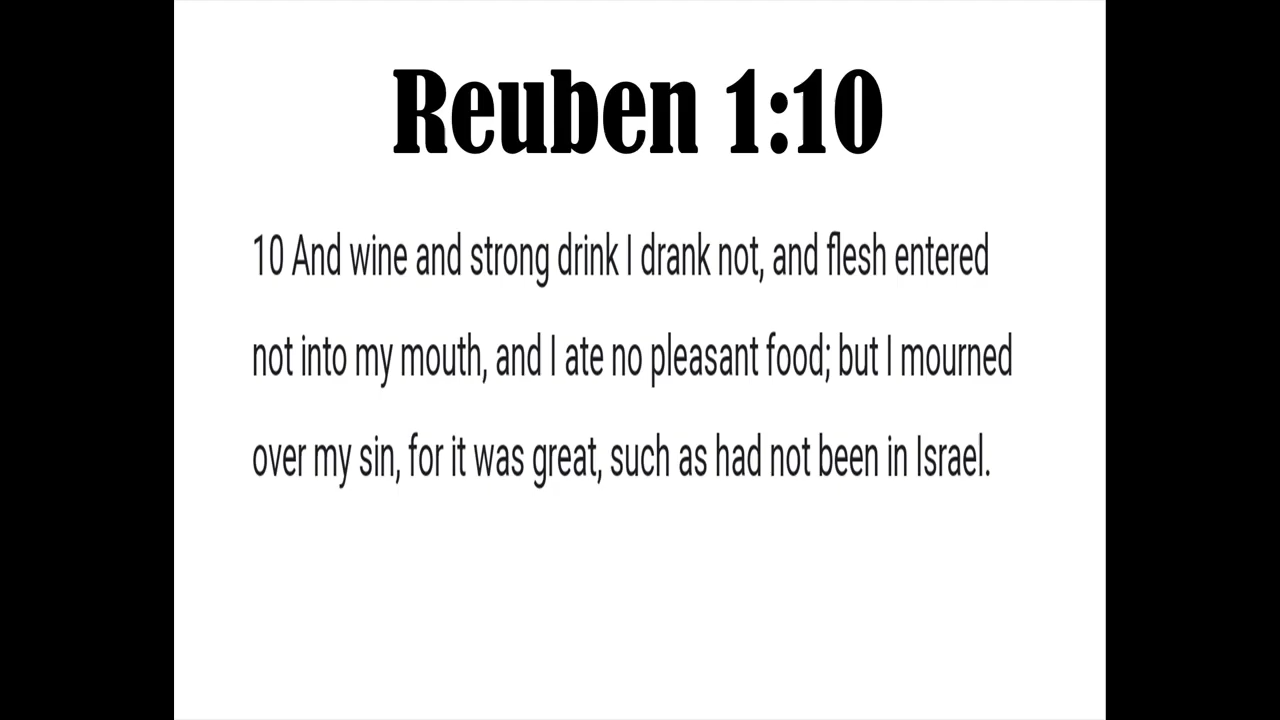 Reuben 1:10
10 And wine and strong drink I drank not, and flesh entered
not into my mouth, and I ate no pleasant food; but I mourned
over my sin, for it was great, such as had not been in Israel.